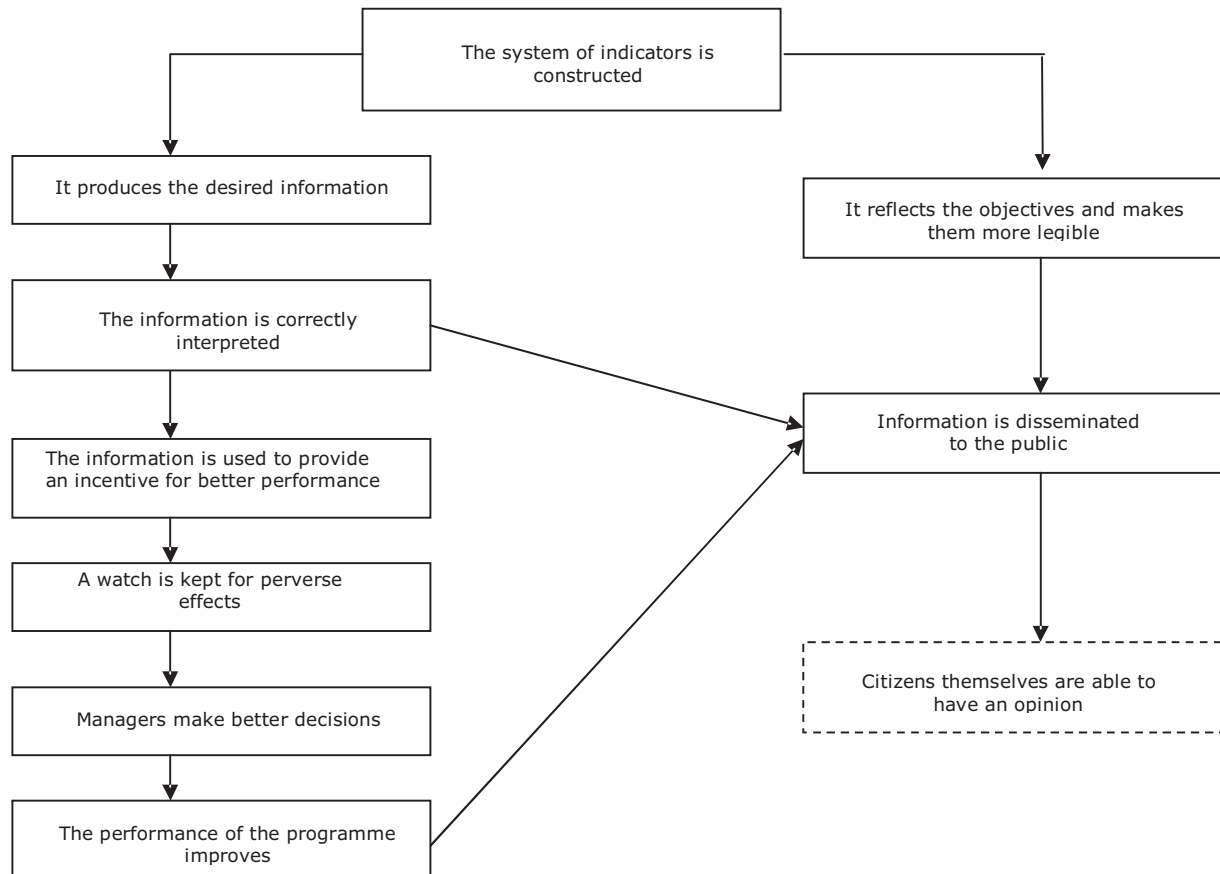 The system of indicators is
constructed
It produces the desired information
It reflects the objectives and makes
them more legible
The information is correctly
interpreted
Information is disseminated
to the public
The information is used to provide
an incentive for better performance
A watch is kept for perverse
effects
Citizens themselves are able to
have an opinion
Managers make better decisions
The performance of the programme
improves